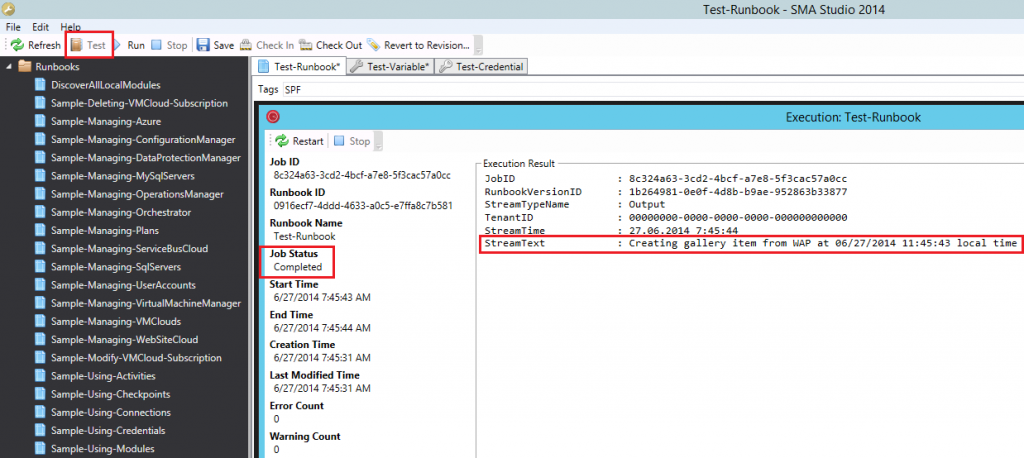 Test-Runbook - SMA Studio 2014
File Edit Help
Refresh Test Run Stop Save Check In Check Out Revert to Revision...
Runbooks
DiscoverAllLocalModules
Sample-Deleting-VMCloud-Subscription
Sample-Managing-Azure
Sample-Managing-ConfigurationManager
Sample-Managing-DataProtectionManager
Sample-Managing-MySqlServers
Sample-Managing-OperationsManager
Sample-Managing-Orchestrator
Sample-Managing-Plans
Sample-Managing-ServiceBusCloud
Sample-Managing-SqlServers
Sample-Managing-UserAccounts
Sample-Managing-VirtualMachineManager
Sample-Managing-VMClouds
Sample-Managing-WebSiteCloud
Sample-Modify-VMCloud-Subscription
Sample-Using-Activities
Sample-Using-Checkpoints
Sample-Using-Connections
Sample-Using-Credentials
Sample-Using-Modules
Test-Runbook* Test-Variable* Test-Credential
Tags SPF
Execution: Test-Runbook
Restart Stop
Job ID
8c324a63-3cd2-4bcf-a7e8-5f3cac57a0cc
Runbook ID
0916ecf7-4ddd-4633-a0c5-e7ffa8c7b581
Runbook Name
Test-Runbook
Job Status
Completed
Start Time
6/27/2014 7:45:43 AM
End Time
6/27/2014 7:45:44 AM
Creation Time
6/27/2014 7:45:31 AM
Last Modified Time
6/27/2014 7:45:31 AM
Error Count
0
Warning Count
0
Execution Result
JobID : 8c324a63-3cd2-4bcf-a7e8-5f3cac57a0cc
RunbookVersionID : 1b264981-0e0f-4d8b-b9ae-952863b33877
StreamTypeName : Output
TenantID : 00000000-0000-0000-0000-000000000000
StreamTime : 27.06.2014 7:45:44
StreamText : Creating gallery item from WAP at 06/27/2014 11:45:43 local time